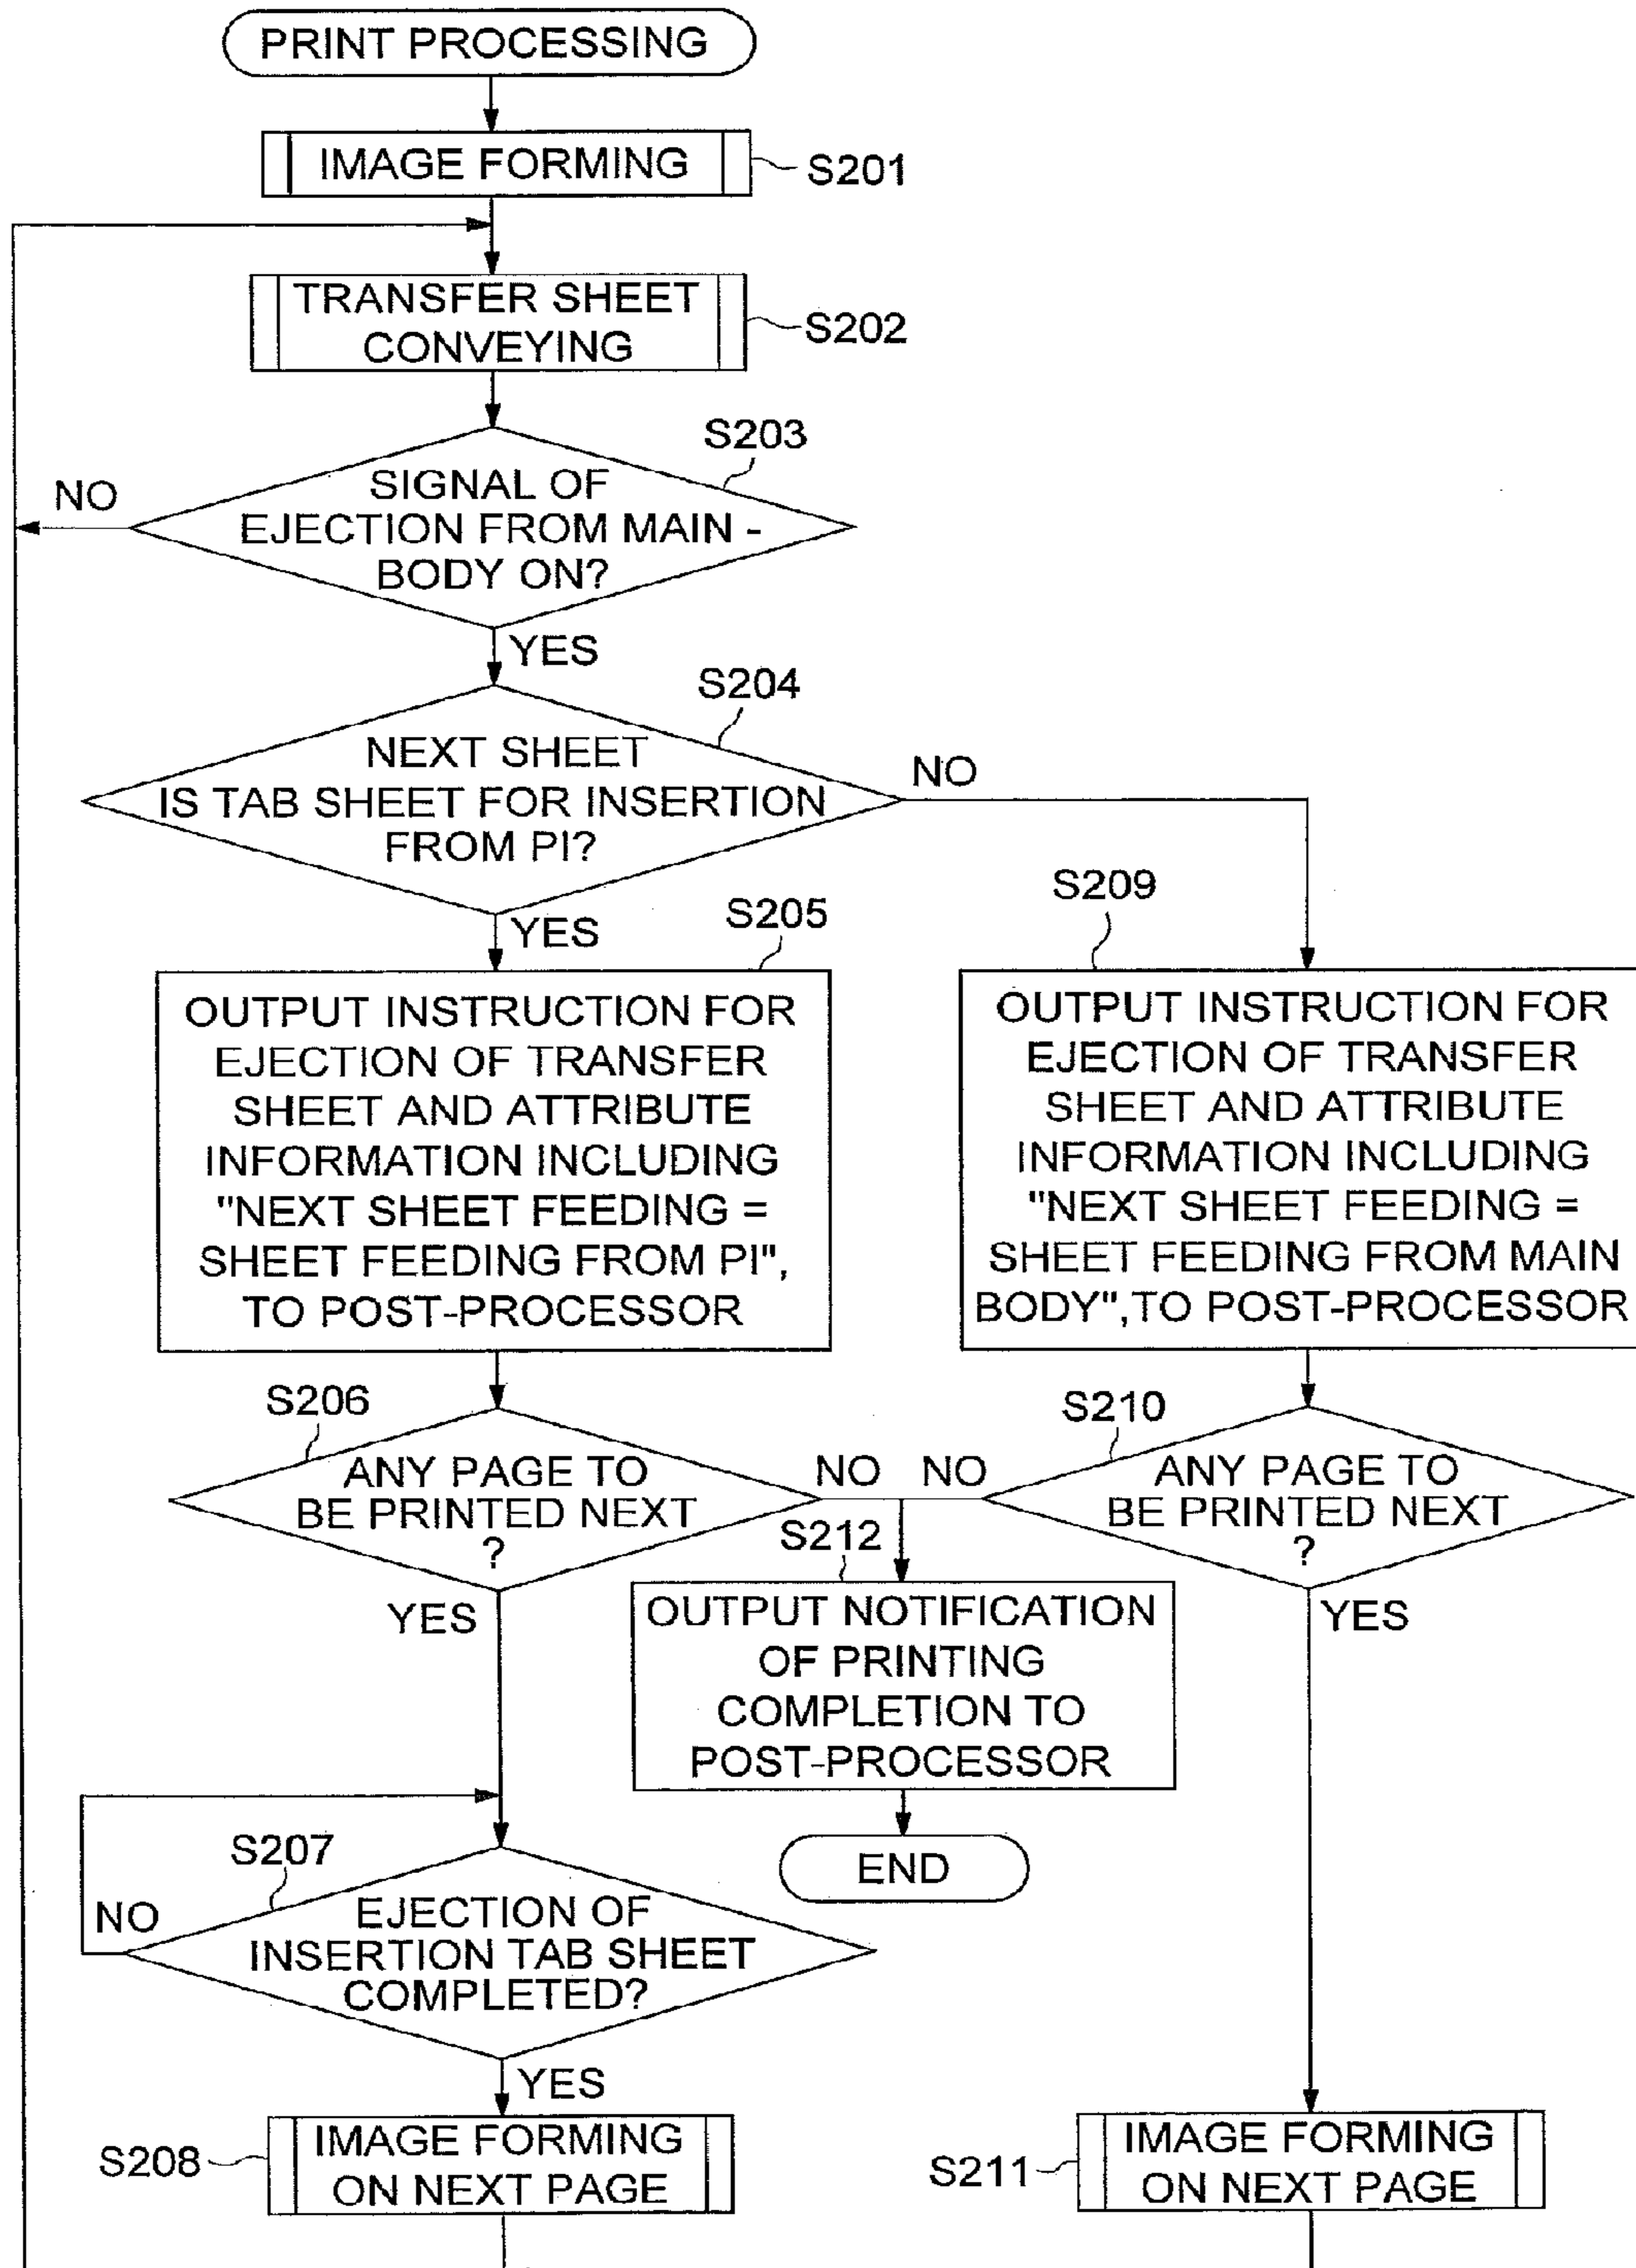 PRINT PROCESSING
IMAGE FORMING
S201
TRANSFER SHEET
CONVEYING
S202
S203
SIGNAL OF
EJECTION FROM MAIN -
BODY ON?
NO
YES
S204
NEXT SHEET
IS TAB SHEET FOR INSERTION
FROM PI?
NO
YES
S205
OUTPUT INSTRUCTION FOR
EJECTION OF TRANSFER
SHEET AND ATTRIBUTE
INFORMATION INCLUDING
"NEXT SHEET FEEDING =
SHEET FEEDING FROM PI",
TO POST-PROCESSOR
S209
OUTPUT INSTRUCTION FOR
EJECTION OF TRANSFER
SHEET AND ATTRIBUTE
INFORMATION INCLUDING
"NEXT SHEET FEEDING =
SHEET FEEDING FROM MAIN
BODY",TO POST-PROCESSOR
S206
ANY PAGE TO
BE PRINTED NEXT
?
NO
YES
S210
ANY PAGE TO
BE PRINTED NEXT
?
NO
YES
S212
OUTPUT NOTIFICATION
OF PRINTING
COMPLETION TO
POST-PROCESSOR
END
S207
EJECTION OF
INSERTION TAB SHEET
COMPLETED?
NO
YES
S208
IMAGE FORMING
ON NEXT PAGE
S211
IMAGE FORMING
ON NEXT PAGE